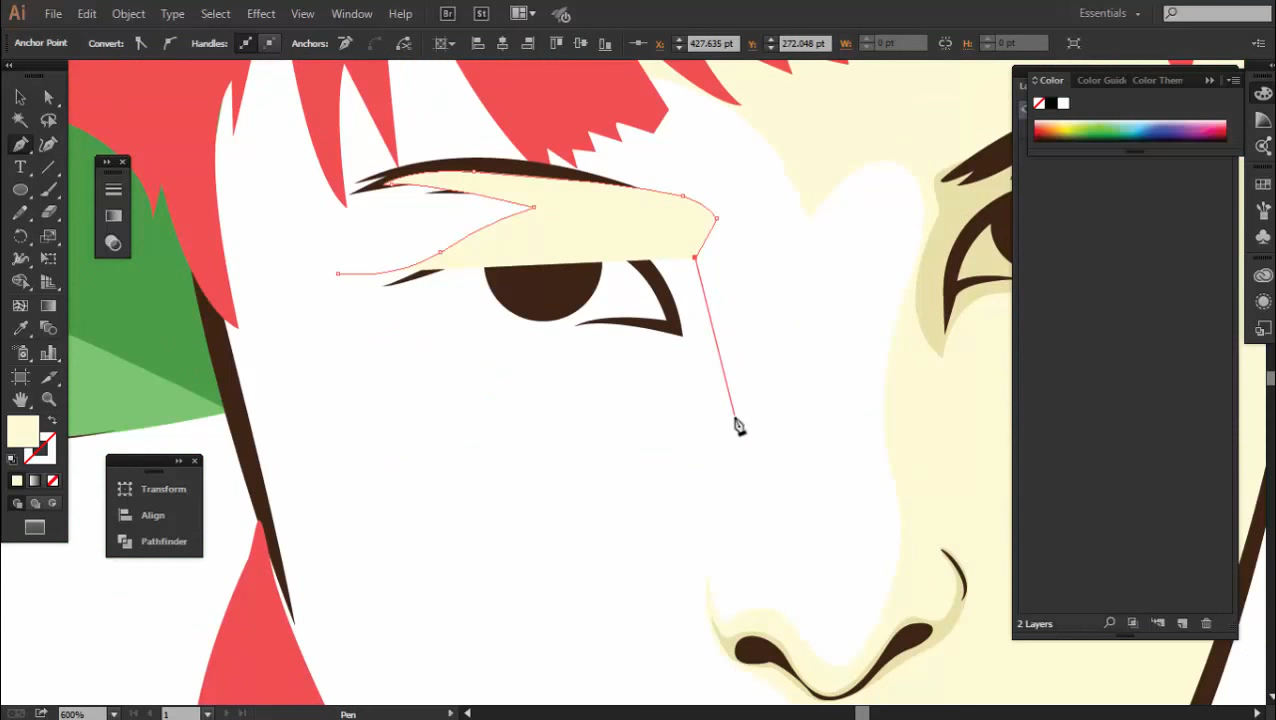 Ai File Edit Object Type Select Effect View Window Help Br St Essentials
Anchor Point Convert: Handles: Anchors: X: 427.635 pt Y: 272.048 pt W: 0 pt H: 0 pt
Color Color Guide Color Them
Transform
Align
Pathfinder
2 Layers
600% 1 Pen